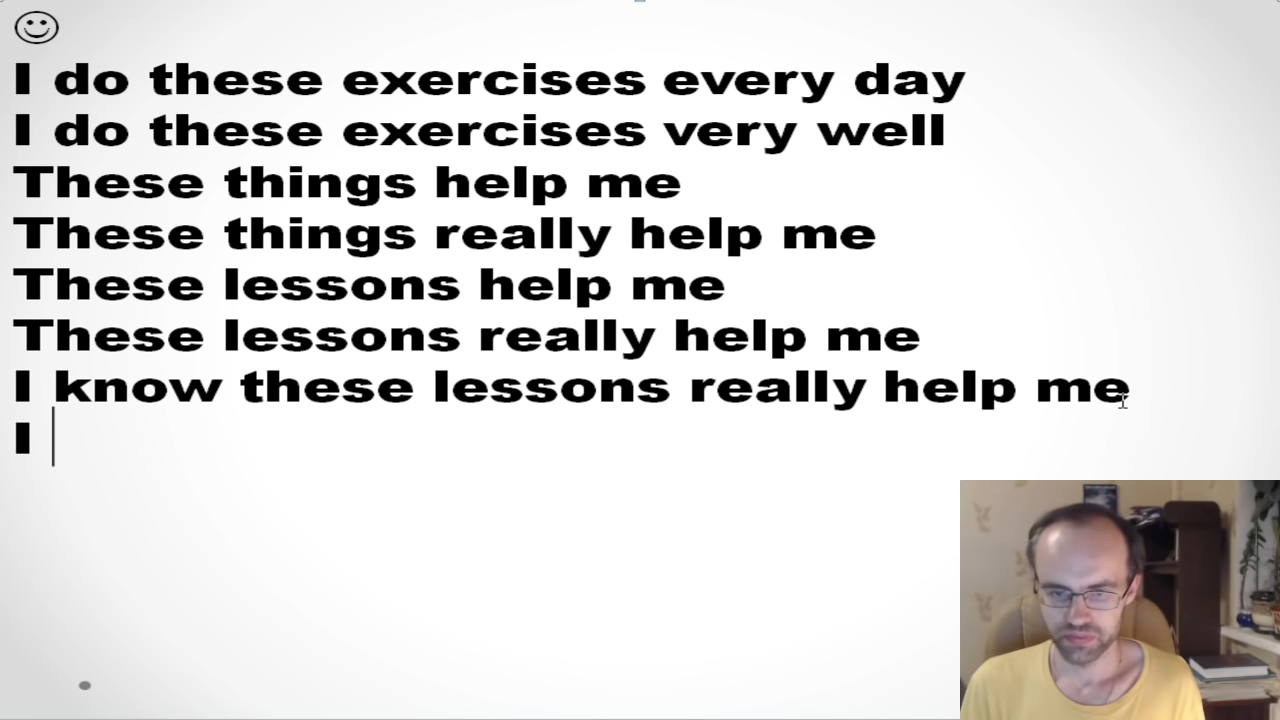 I do these exercises every day
I do these exercises very well
These things help me
These things really help me
These lessons help me
These lessons really help me
I know these lessons really help me
I